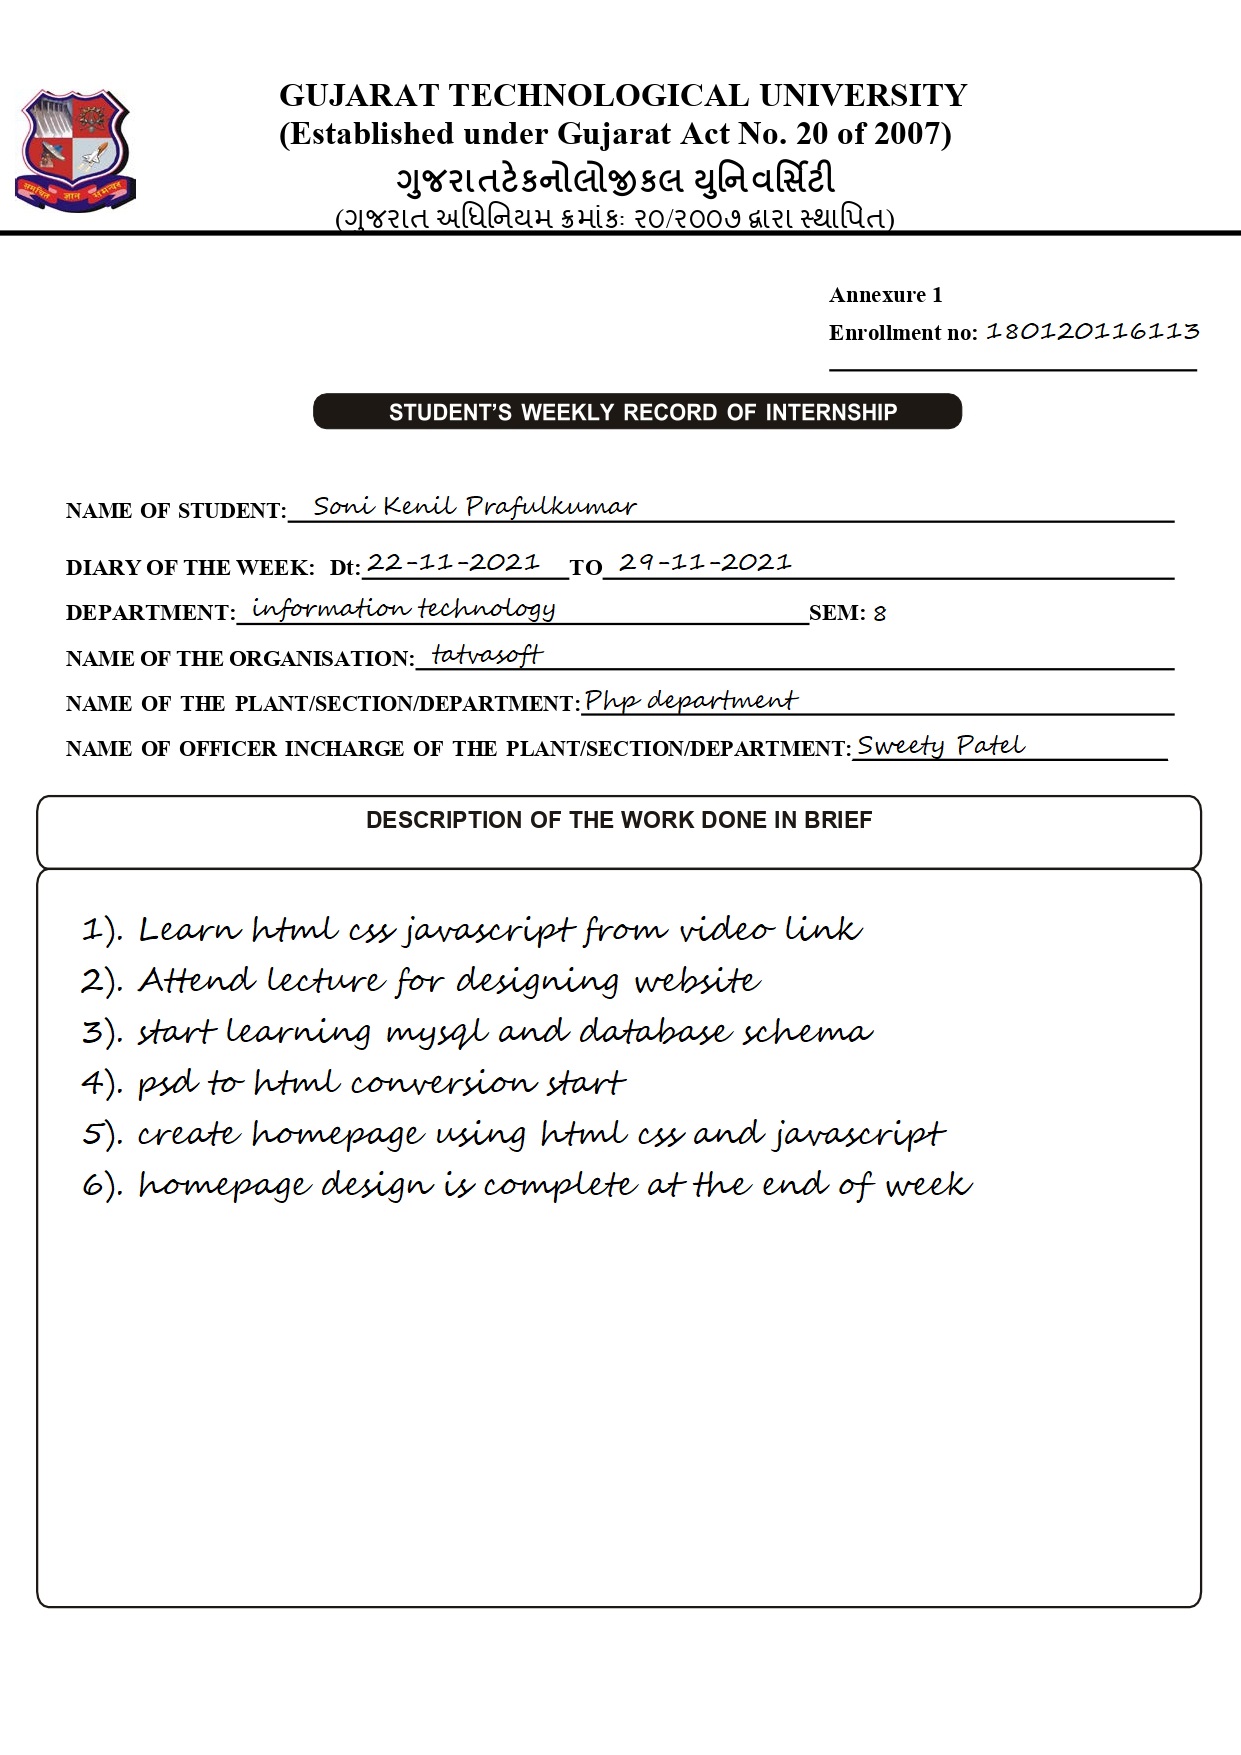 GUJARAT TECHNOLOGICAL UNIVERSITY
(Established under Gujarat Act No. 20 of 2007)
ગુજરાતટેકનોલોજીકલ યુનિવર્સિટી
(ગુજરાત અધિનિયમ ક્રમાંકઃ ૨૦/૨૦૦૭ દ્વારા સ્થાપિત)
समुचित ज्ञान समन्वय
Annexure 1
Enrollment no: 180120116113
STUDENT'S WEEKLY RECORD OF INTERNSHIP
NAME OF STUDENT: Soni Kenil Prafulkumar
DIARY OF THE WEEK: Dt: 22-11-2021 TO 29-11-2021
DEPARTMENT: information technology SEM: 8
NAME OF THE ORGANISATION: tatvasoft
NAME OF THE PLANT/SECTION/DEPARTMENT: Php department
NAME OF OFFICER INCHARGE OF THE PLANT/SECTION/DEPARTMENT: Sweety Patel
DESCRIPTION OF THE WORK DONE IN BRIEF
1). Learn html css javascript from video link
2). Attend lecture for designing website
3). start learning mysql and database schema
4). psd to html conversion start
5). create homepage using html css and javascript
6). homepage design is complete at the end of week